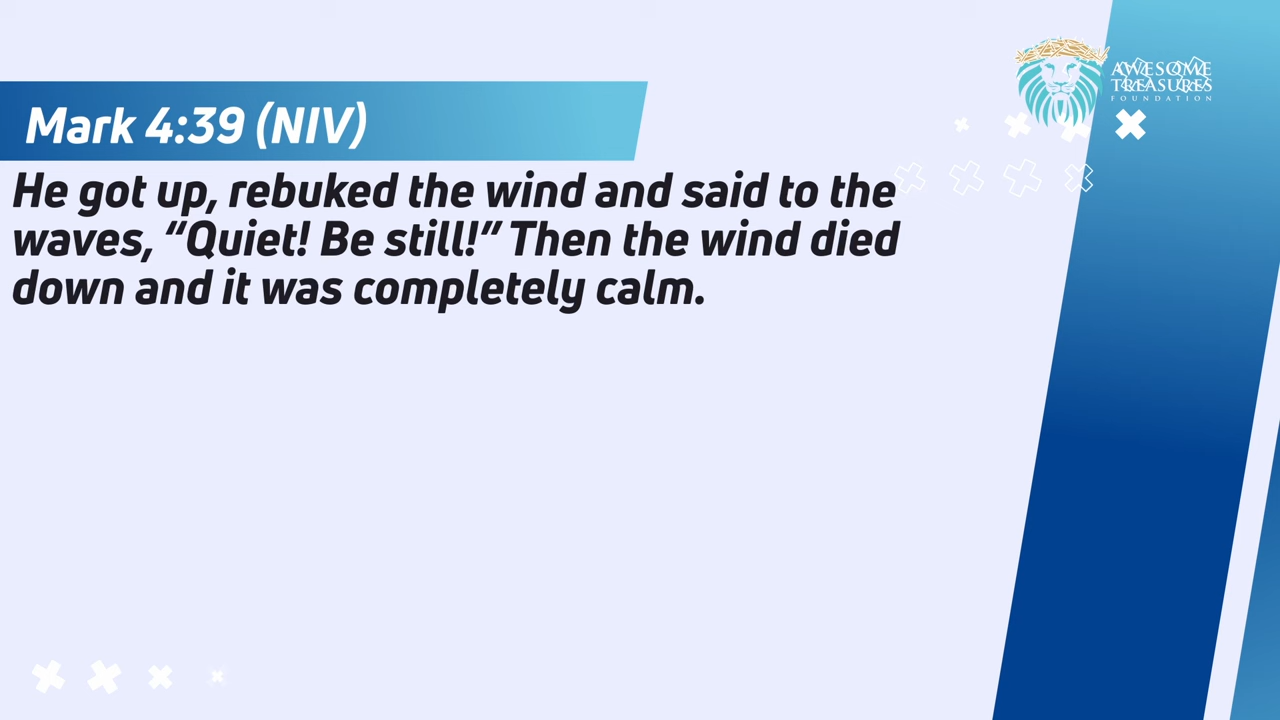 AWESOME
TREASURES
FOUNDATION
Mark 4:39 (NIV)
He got up, rebuked the wind and said to the
waves, “Quiet! Be still!” Then the wind died
down and it was completely calm.